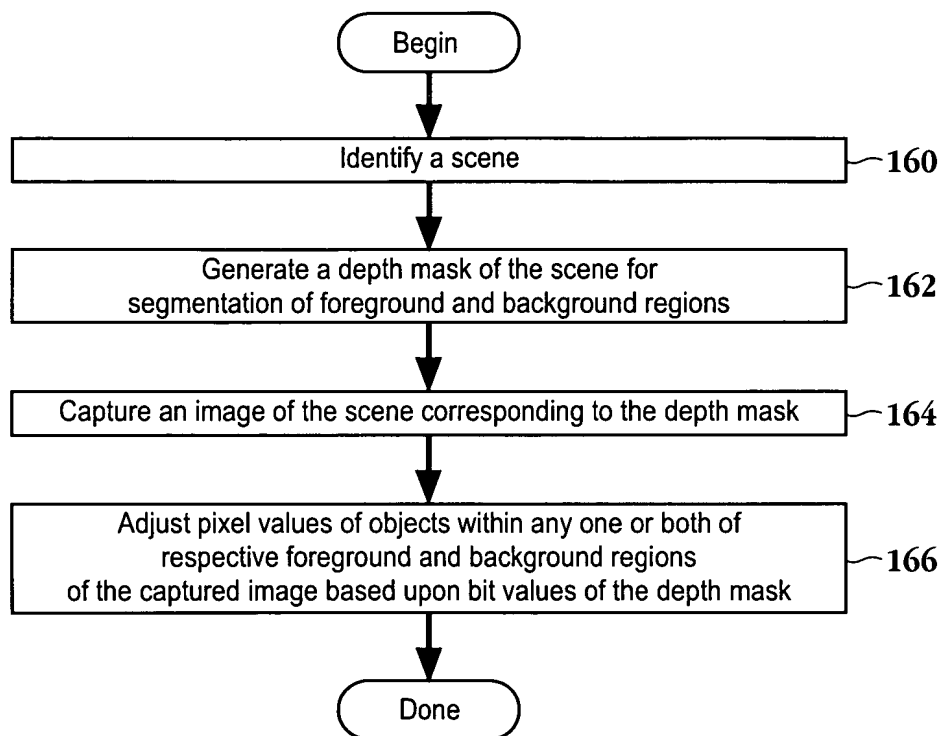 Begin
Identify a scene
160
Generate a depth mask of the scene for
segmentation of foreground and background regions
162
Capture an image of the scene corresponding to the depth mask
164
Adjust pixel values of objects within any one or both of
respective foreground and background regions
of the captured image based upon bit values of the depth mask
166
Done